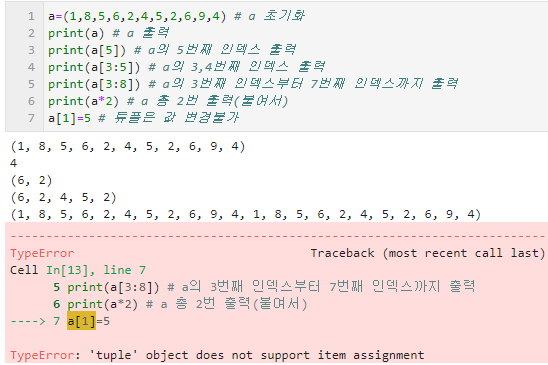 1 a=(1,8,5,6,2,4,5,2,6,9,4) # a 초기화
2 print(a) # a 출력
3 print(a[5]) # a의 5번째 인덱스 출력
4 print(a[3:5]) # a의 3,4번째 인덱스 출력
5 print(a[3:8]) # a의 3번째 인덱스부터 7번째 인덱스까지 출력
6 print(a*2) # a 총 2번 출력(붙여서)
7 a[1]=5 # 튜플은 값 변경불가
(1, 8, 5, 6, 2, 4, 5, 2, 6, 9, 4)
4
(6, 2)
(6, 2, 4, 5, 2)
(1, 8, 5, 6, 2, 4, 5, 2, 6, 9, 4, 1, 8, 5, 6, 2, 4, 5, 2, 6, 9, 4)
---------------------------------------------------------------------------
TypeError Traceback (most recent call last)
Cell In[13], line 7
5 print(a[3:8]) # a의 3번째 인덱스부터 7번째 인덱스까지 출력
6 print(a*2) # a 총 2번 출력(붙여서)
----> 7 a[1]=5
TypeError: 'tuple' object does not support item assignment